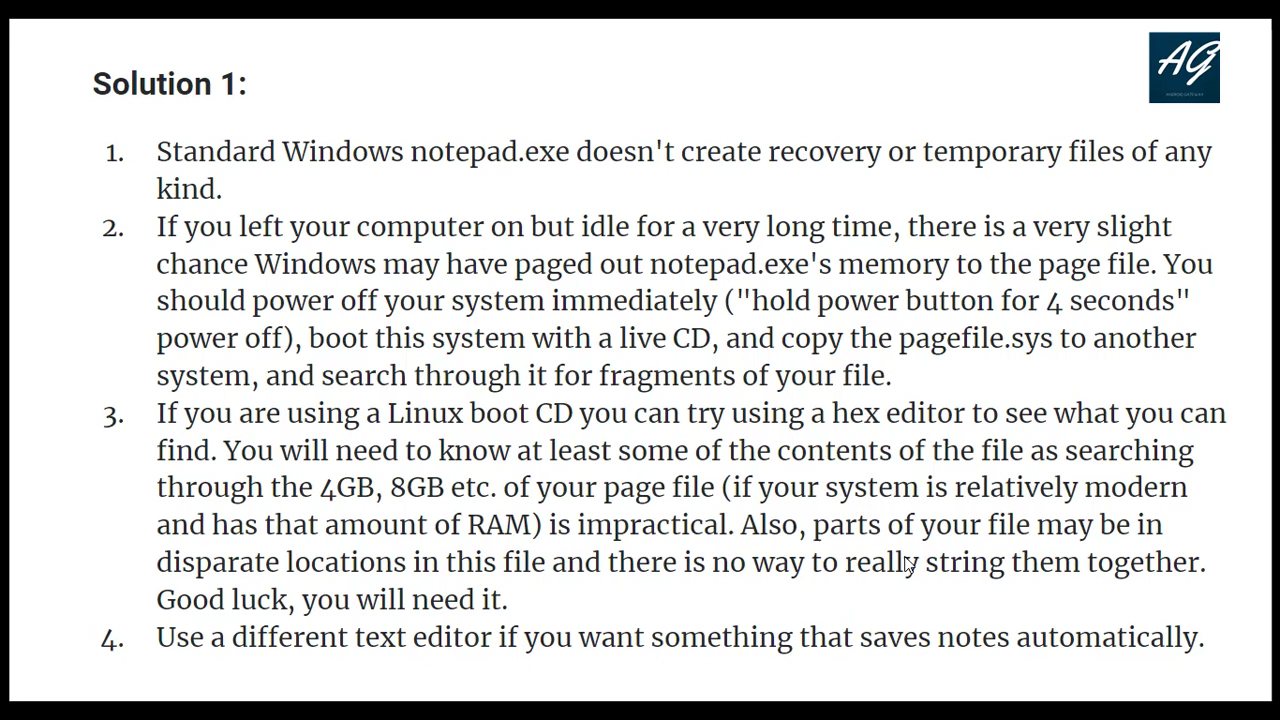 AG
Solution 1:
1. Standard Windows notepad.exe doesn't create recovery or temporary files of any
kind.
2. If you left your computer on but idle for a very long time, there is a very slight
chance Windows may have paged out notepad.exe's memory to the page file. You
should power off your system immediately ("hold power button for 4 seconds"
power off), boot this system with a live CD, and copy the pagefile.sys to another
system, and search through it for fragments of your file.
3. If you are using a Linux boot CD you can try using a hex editor to see what you can
find. You will need to know at least some of the contents of the file as searching
through the 4GB, 8GB etc. of your page file (if your system is relatively modern
and has that amount of RAM) is impractical. Also, parts of your file may be in
disparate locations in this file and there is no way to really string them together.
Good luck, you will need it.
4. Use a different text editor if you want something that saves notes automatically.